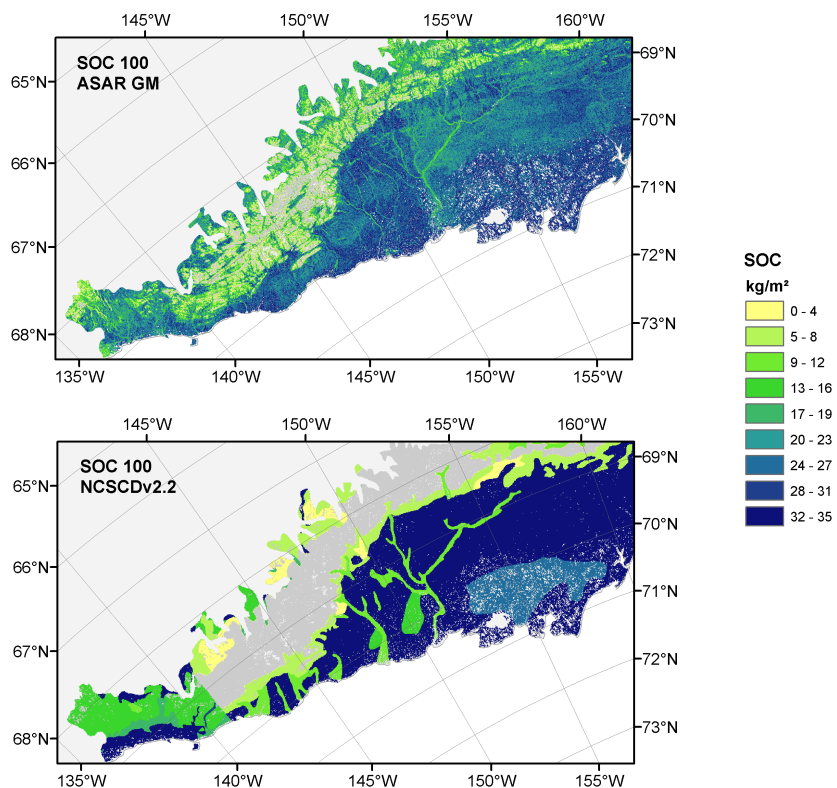 145°W 150°W 155°W 160°W
SOC 100
ASAR GM
65°N
66°N
67°N
68°N
69°N
70°N
71°N
72°N
73°N
135°W 140°W 145°W 150°W 155°W
SOC
kg/m²
0 - 4
5 - 8
9 - 12
13 - 16
17 - 19
20 - 23
24 - 27
28 - 31
32 - 35
145°W 150°W 155°W 160°W
SOC 100
NCSCDv2.2
65°N
66°N
67°N
68°N
69°N
70°N
71°N
72°N
73°N
135°W 140°W 145°W 150°W 155°W